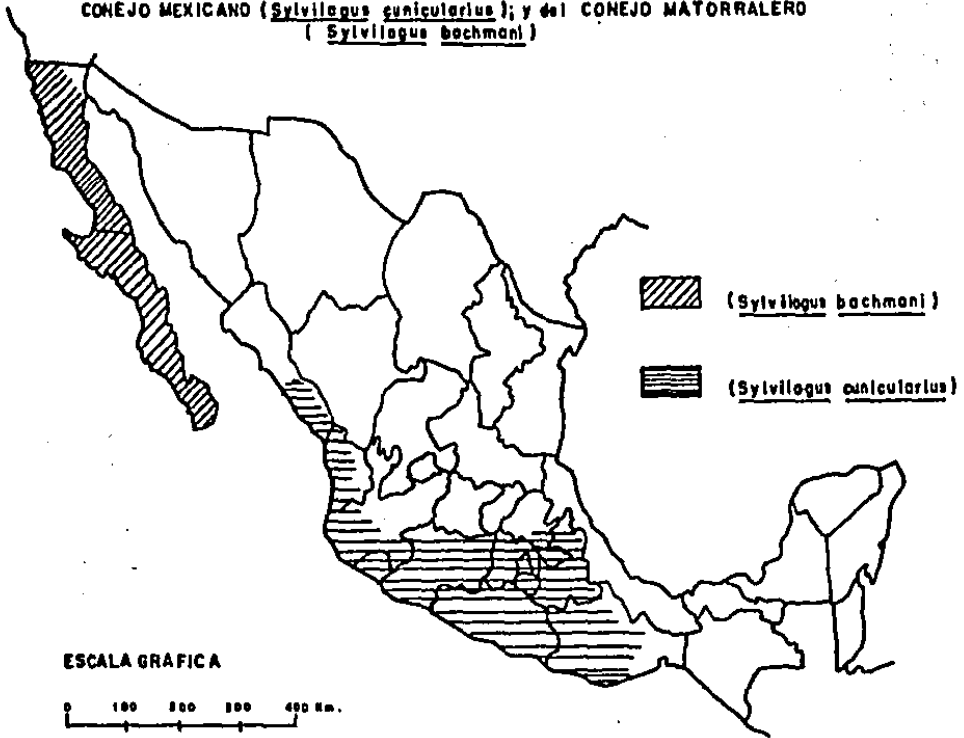 CONEJO MEXICANO (Sylvilagus cunicularius); y del CONEJO MATORRALERO
( Sylvilagus bachmani )
(Sylvilagus bachmani)
(Sylvilagus cunicularius)
ESCALA GRAFICA
0 100 200 300 400 Km.